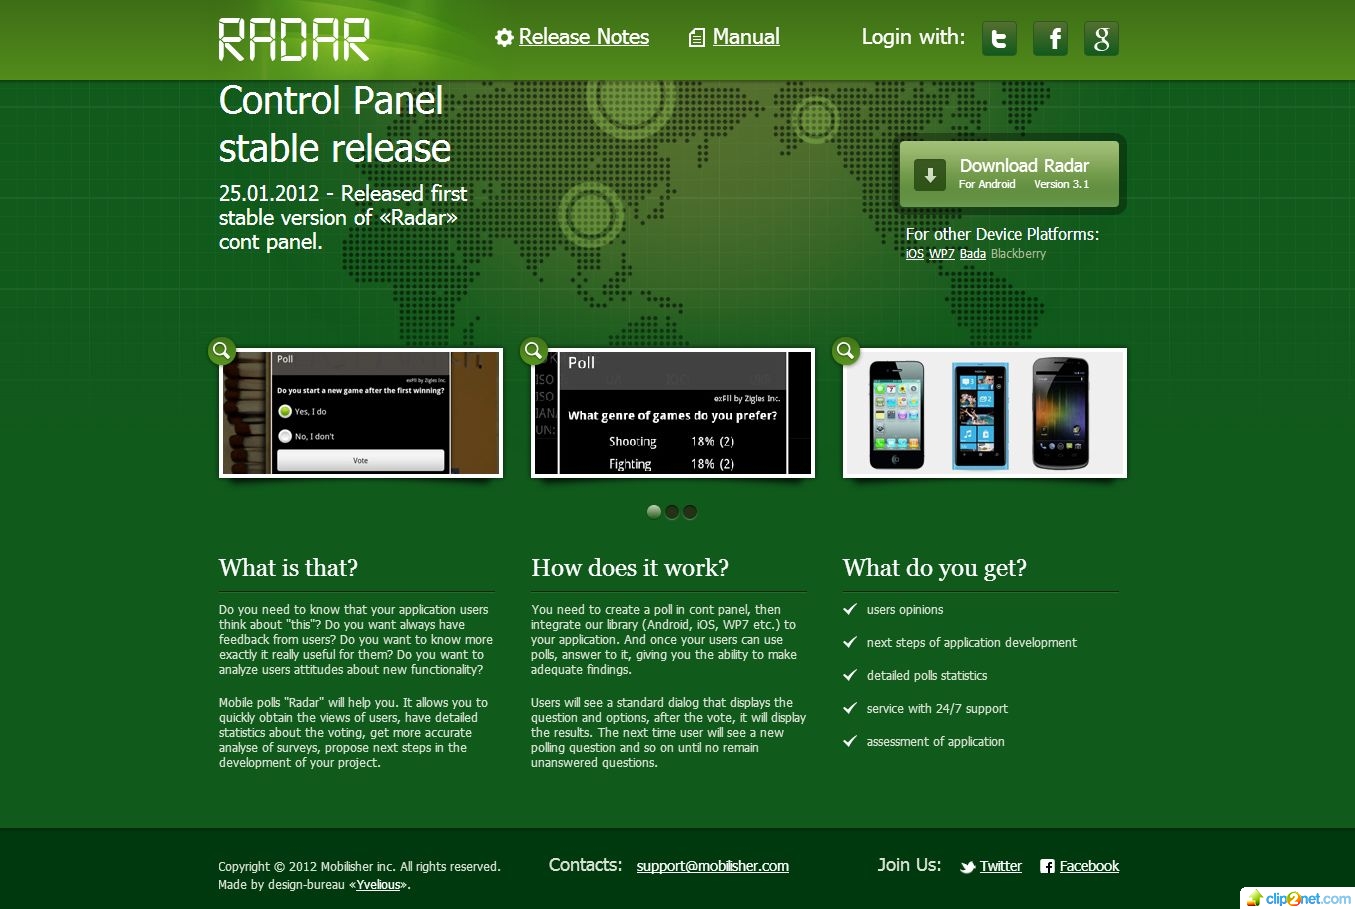 RADAR
Release Notes
Manual
Login with:
Control Panel
stable release
25.01.2012 - Released first
stable version of «Radar»
cont panel.
Download Radar
For Android Version 3.1
For other Device Platforms:
iOS WP7 Bada Blackberry
Poll
exFll by Zigles Inc.
Do you start a new game after the first winning?
Yes, I do
No, I don't
Vote
Poll
exFll by Zigles Inc.
What genre of games do you prefer?
Shooting 18% (2)
Fighting 18% (2)
What is that?
Do you need to know that your application users
think about "this"? Do you want always have
feedback from users? Do you want to know more
exactly it really useful for them? Do you want to
analyze users attitudes about new functionality?
Mobile polls "Radar" will help you. It allows you to
quickly obtain the views of users, have detailed
statistics about the voting, get more accurate
analyse of surveys, propose next steps in the
development of your project.
How does it work?
You need to create a poll in cont panel, then
integrate our library (Android, iOS, WP7 etc.) to
your application. And once your users can use
polls, answer to it, giving you the ability to make
adequate findings.
Users will see a standard dialog that displays the
question and options, after the vote, it will display
the results. The next time user will see a new
polling question and so on until no remain
unanswered questions.
What do you get?
users opinions
next steps of application development
detailed polls statistics
service with 24/7 support
assessment of application
Copyright © 2012 Mobilisher inc. All rights reserved.
Made by design-bureau «Yvelious».
Contacts: support@mobilisher.com
Join Us: Twitter Facebook
clip2net.com